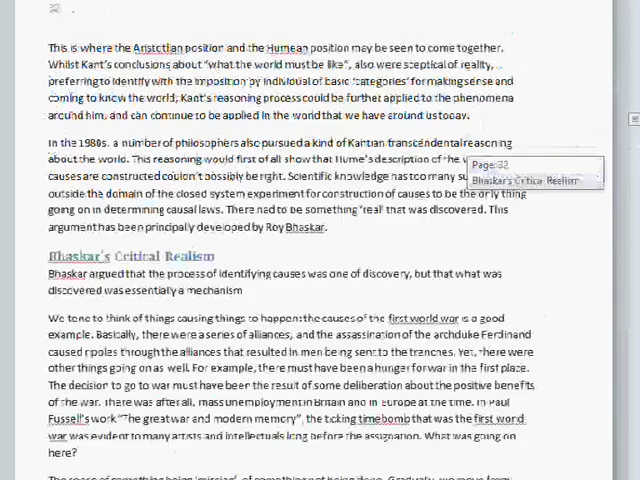 32
This is where the Aristotlian position and the Humean position may be seen to come together.
Whilst Kant's conclusions about "what the world must be like", also were sceptical of reality,
preferring to identify with the imposition by individual of basic 'categories' for making sense and
coming to know the world, Kant's reasoning process could be further applied to the phenomena
around him, and can continue to be applied in the world that we have around us today.
In the 1980s, a number of philosophers also pursued a kind of Kantian transcendental reasoning
about the world. This reasoning would first of all show that Hume's description of the
causes are constructed couldn't possibly be right. Scientific knowledge has too many
outside the domain of the closed system experiment for construction of causes to be the only thing
going on in determining causal laws. There had to be something 'real' that was discovered. This
argument has been principally developed by Roy Bhaskar.
Page: 32
Bhaskar's Critical Realism
Bhaskar's Critical Realism
Bhaskar argued that the process of identifying causes was one of discovery, but that what was
discovered was essentially a mechanism
We tend to think of things causing things to happen: the causes of the first world war is a good
example. Basically, there were a series of alliances, and the assassination of the archduke Ferdinand
caused ripples through the alliances that resulted in men being sent to the trenches. Yet, there were
other things going on as well. For example, there must have been a hunger for war in the first place.
The decision to go to war must have been the result of some deliberation about the positive benefits
of the war. There was after all, mass unemployment in Britain and in Europe at the time. In Paul
Fussell's work "The great war and modern memory", the ticking timebomb that was the first world
war was evident to many artists and intellectuals long before the assignation. What was going on
here?